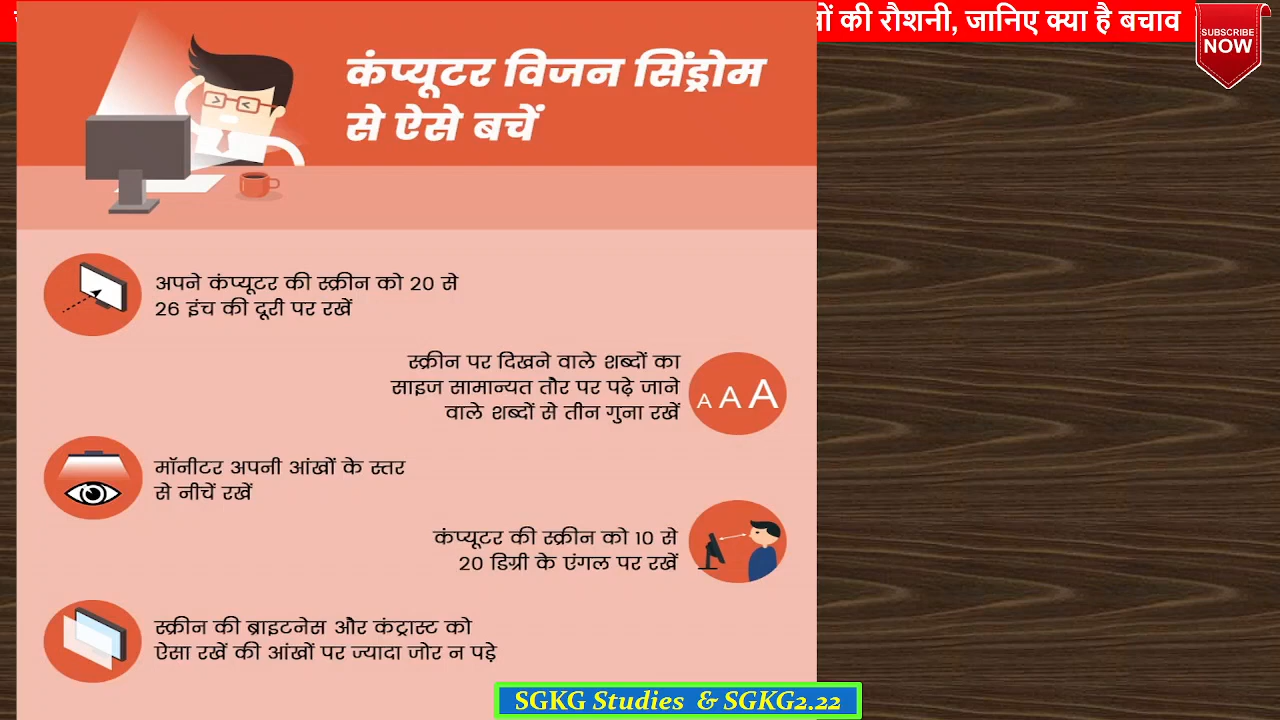 की रौशनी, जानिए क्या है बचाव
SUBSCRIBE
NOW
कंप्यूटर विजन सिंड्रोम
से ऐसे बचें
अपने कंप्यूटर की स्क्रीन को 20 से
26 इंच की दूरी पर रखें
स्क्रीन पर दिखने वाले शब्दों का
साइज सामान्यत तौर पर पढ़े जाने
वाले शब्दों से तीन गुना रखें
A A A
मॉनीटर अपनी आंखों के स्तर
से नीचें रखें
कंप्यूटर की स्क्रीन को 10 से
20 डिग्री के एंगल पर रखें
स्क्रीन की ब्राइटनेस और कंट्रास्ट को
ऐसा रखें की आंखों पर ज्यादा जोर न पड़े
SGKG Studies & SGKG2.22